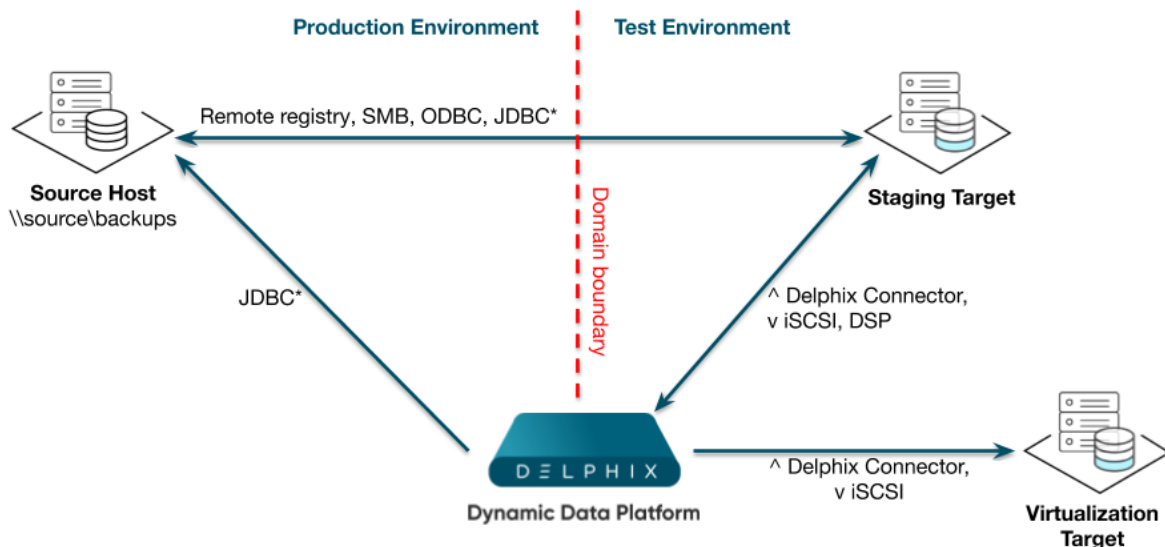 Production Environment
Test Environment
Remote registry, SMB, ODBC, JDBC*
Source Host
\\source\backups
Staging Target
Domain boundary
JDBC*
^ Delphix Connector,
v iSCSI, DSP
DELPHIX
Dynamic Data Platform
^ Delphix Connector,
v iSCSI
Virtualization
Target